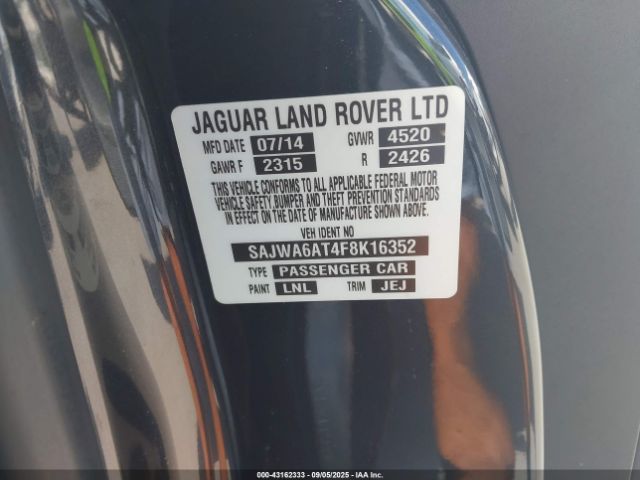 JAGUAR LAND ROVER LTD
MFD DATE 07/14 GVWR 4520
GAWR F 2315 R 2426
THIS VEHICLE CONFORMS TO ALL APPLICABLE FEDERAL MOTOR
VEHICLE SAFETY, BUMPER AND THEFT PREVENTION STANDARDS
IN EFFECT ON THE DATE OF MANUFACTURE SHOWN ABOVE.
VEH IDENT NO
SAJWA6AT4F8K16352
TYPE PASSENGER CAR
PAINT LNL TRIM JEJ
000-43162333 - 09/05/2025 - IAA Inc.